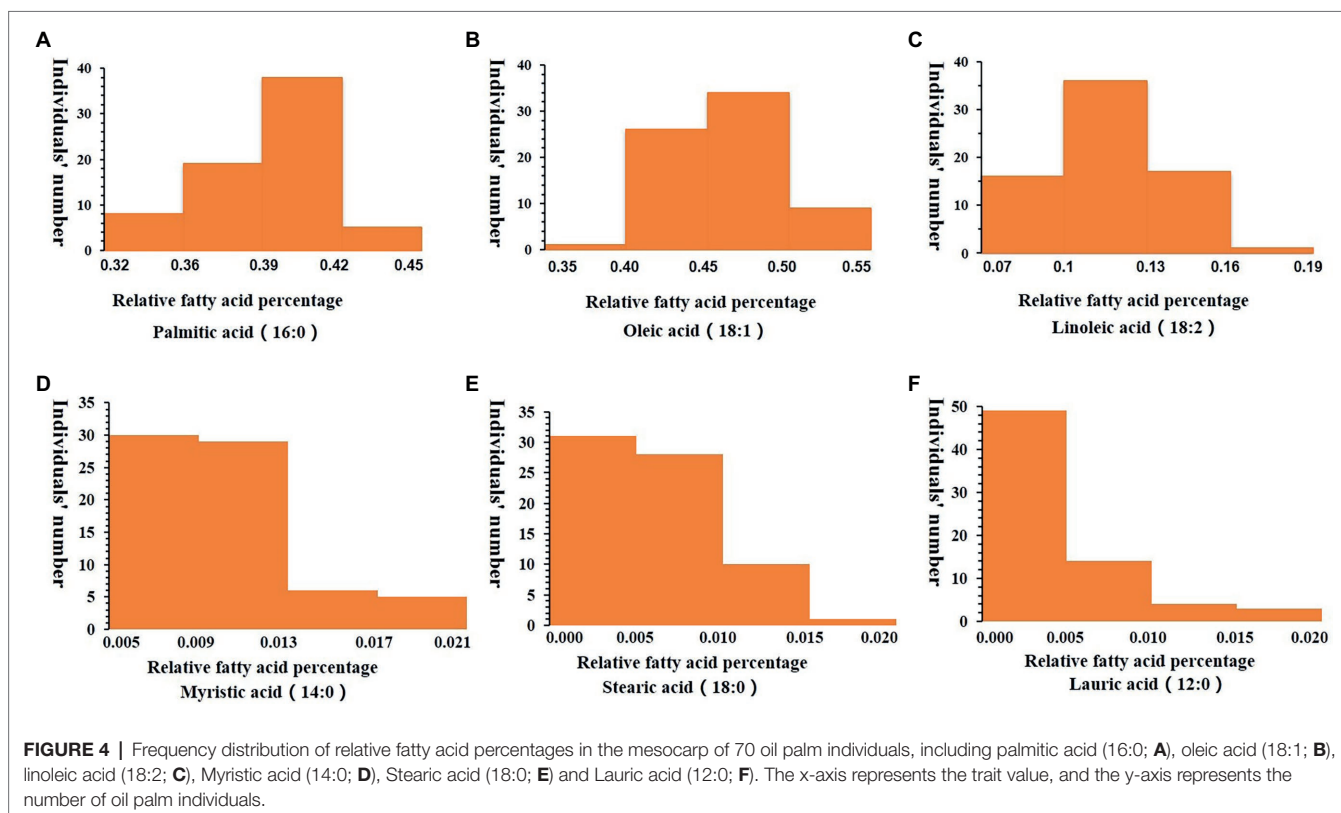 A
Individuals' number
40
30
20
10
0
0.32 0.36 0.39 0.42 0.45
Relative fatty acid percentage
Palmitic acid ( 16:0 )
B
Individuals' number
40
30
20
10
0
0.35 0.40 0.45 0.50 0.55
Relative fatty acid percentage
Oleic acid ( 18:1 )
C
Individuals' number
40
30
20
10
0
0.07 0.1 0.13 0.16 0.19
Relative fatty acid percentage
Linoleic acid ( 18:2 )
D
Individuals' number
35
30
25
20
15
10
5
0
0.005 0.009 0.013 0.017 0.021
Relative fatty acid percentage
Myristic acid ( 14:0 )
E
Individuals' number
35
30
25
20
15
10
5
0
0.000 0.005 0.010 0.015 0.020
Relative fatty acid percentage
Stearic acid ( 18:0 )
F
Individuals' number
50
40
30
20
10
0
0.000 0.005 0.010 0.015 0.020
Relative fatty acid percentage
Lauric acid ( 12:0 )
FIGURE 4 | Frequency distribution of relative fatty acid percentages in the mesocarp of 70 oil palm individuals, including palmitic acid (16:0; A), oleic acid (18:1; B),
linoleic acid (18:2; C), Myristic acid (14:0; D), Stearic acid (18:0; E) and Lauric acid (12:0; F). The x-axis represents the trait value, and the y-axis represents the
number of oil palm individuals.